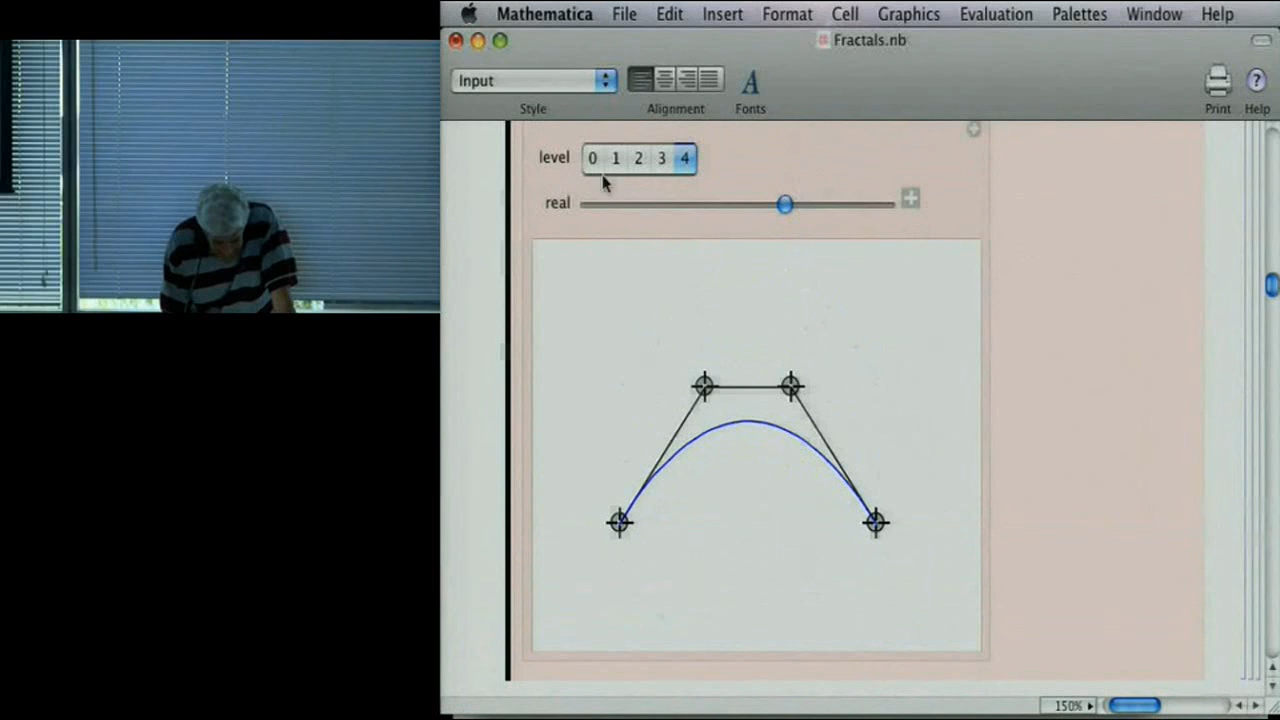 Mathematica File Edit Insert Format Cell Graphics Evaluation Palettes Window Help
Fractals.nb
Input
A
?
Style Alignment Fonts Print Help
level 0 1 2 3 4
real
150%